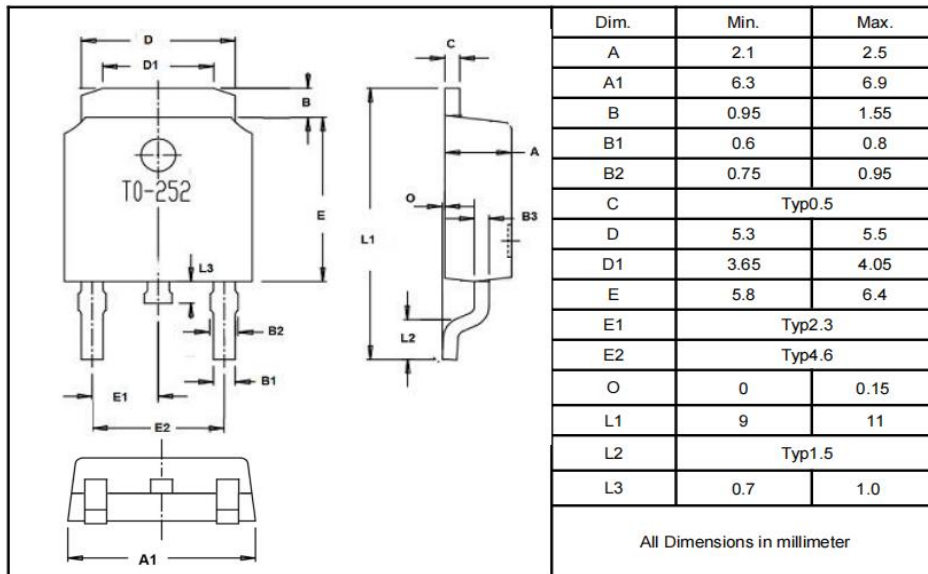 D
D1
C
B
A
TO-252
O
B3
E
L1
L3
B2
L2
B1
E1
E2
A1
Dim. Min. Max.
A 2.1 2.5
A1 6.3 6.9
B 0.95 1.55
B1 0.6 0.8
B2 0.75 0.95
C Typ0.5
D 5.3 5.5
D1 3.65 4.05
E 5.8 6.4
E1 Typ2.3
E2 Typ4.6
O 0 0.15
L1 9 11
L2 Typ1.5
L3 0.7 1.0
All Dimensions in millimeter